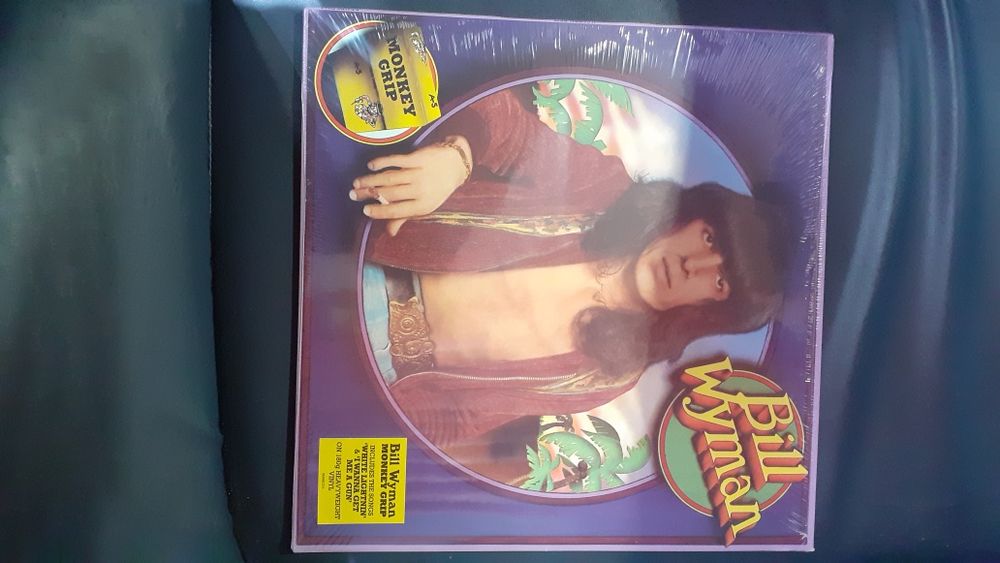 Bill
Wyman
MONKEY
GRIP
Bill Wyman
MONKEY GRIP
INCLUDES THE SONGS
'WHITE LIGHTNIN'
& 'I WANNA GET
ME A GUN'
ON 180g HEAVYWEIGHT
VINYL